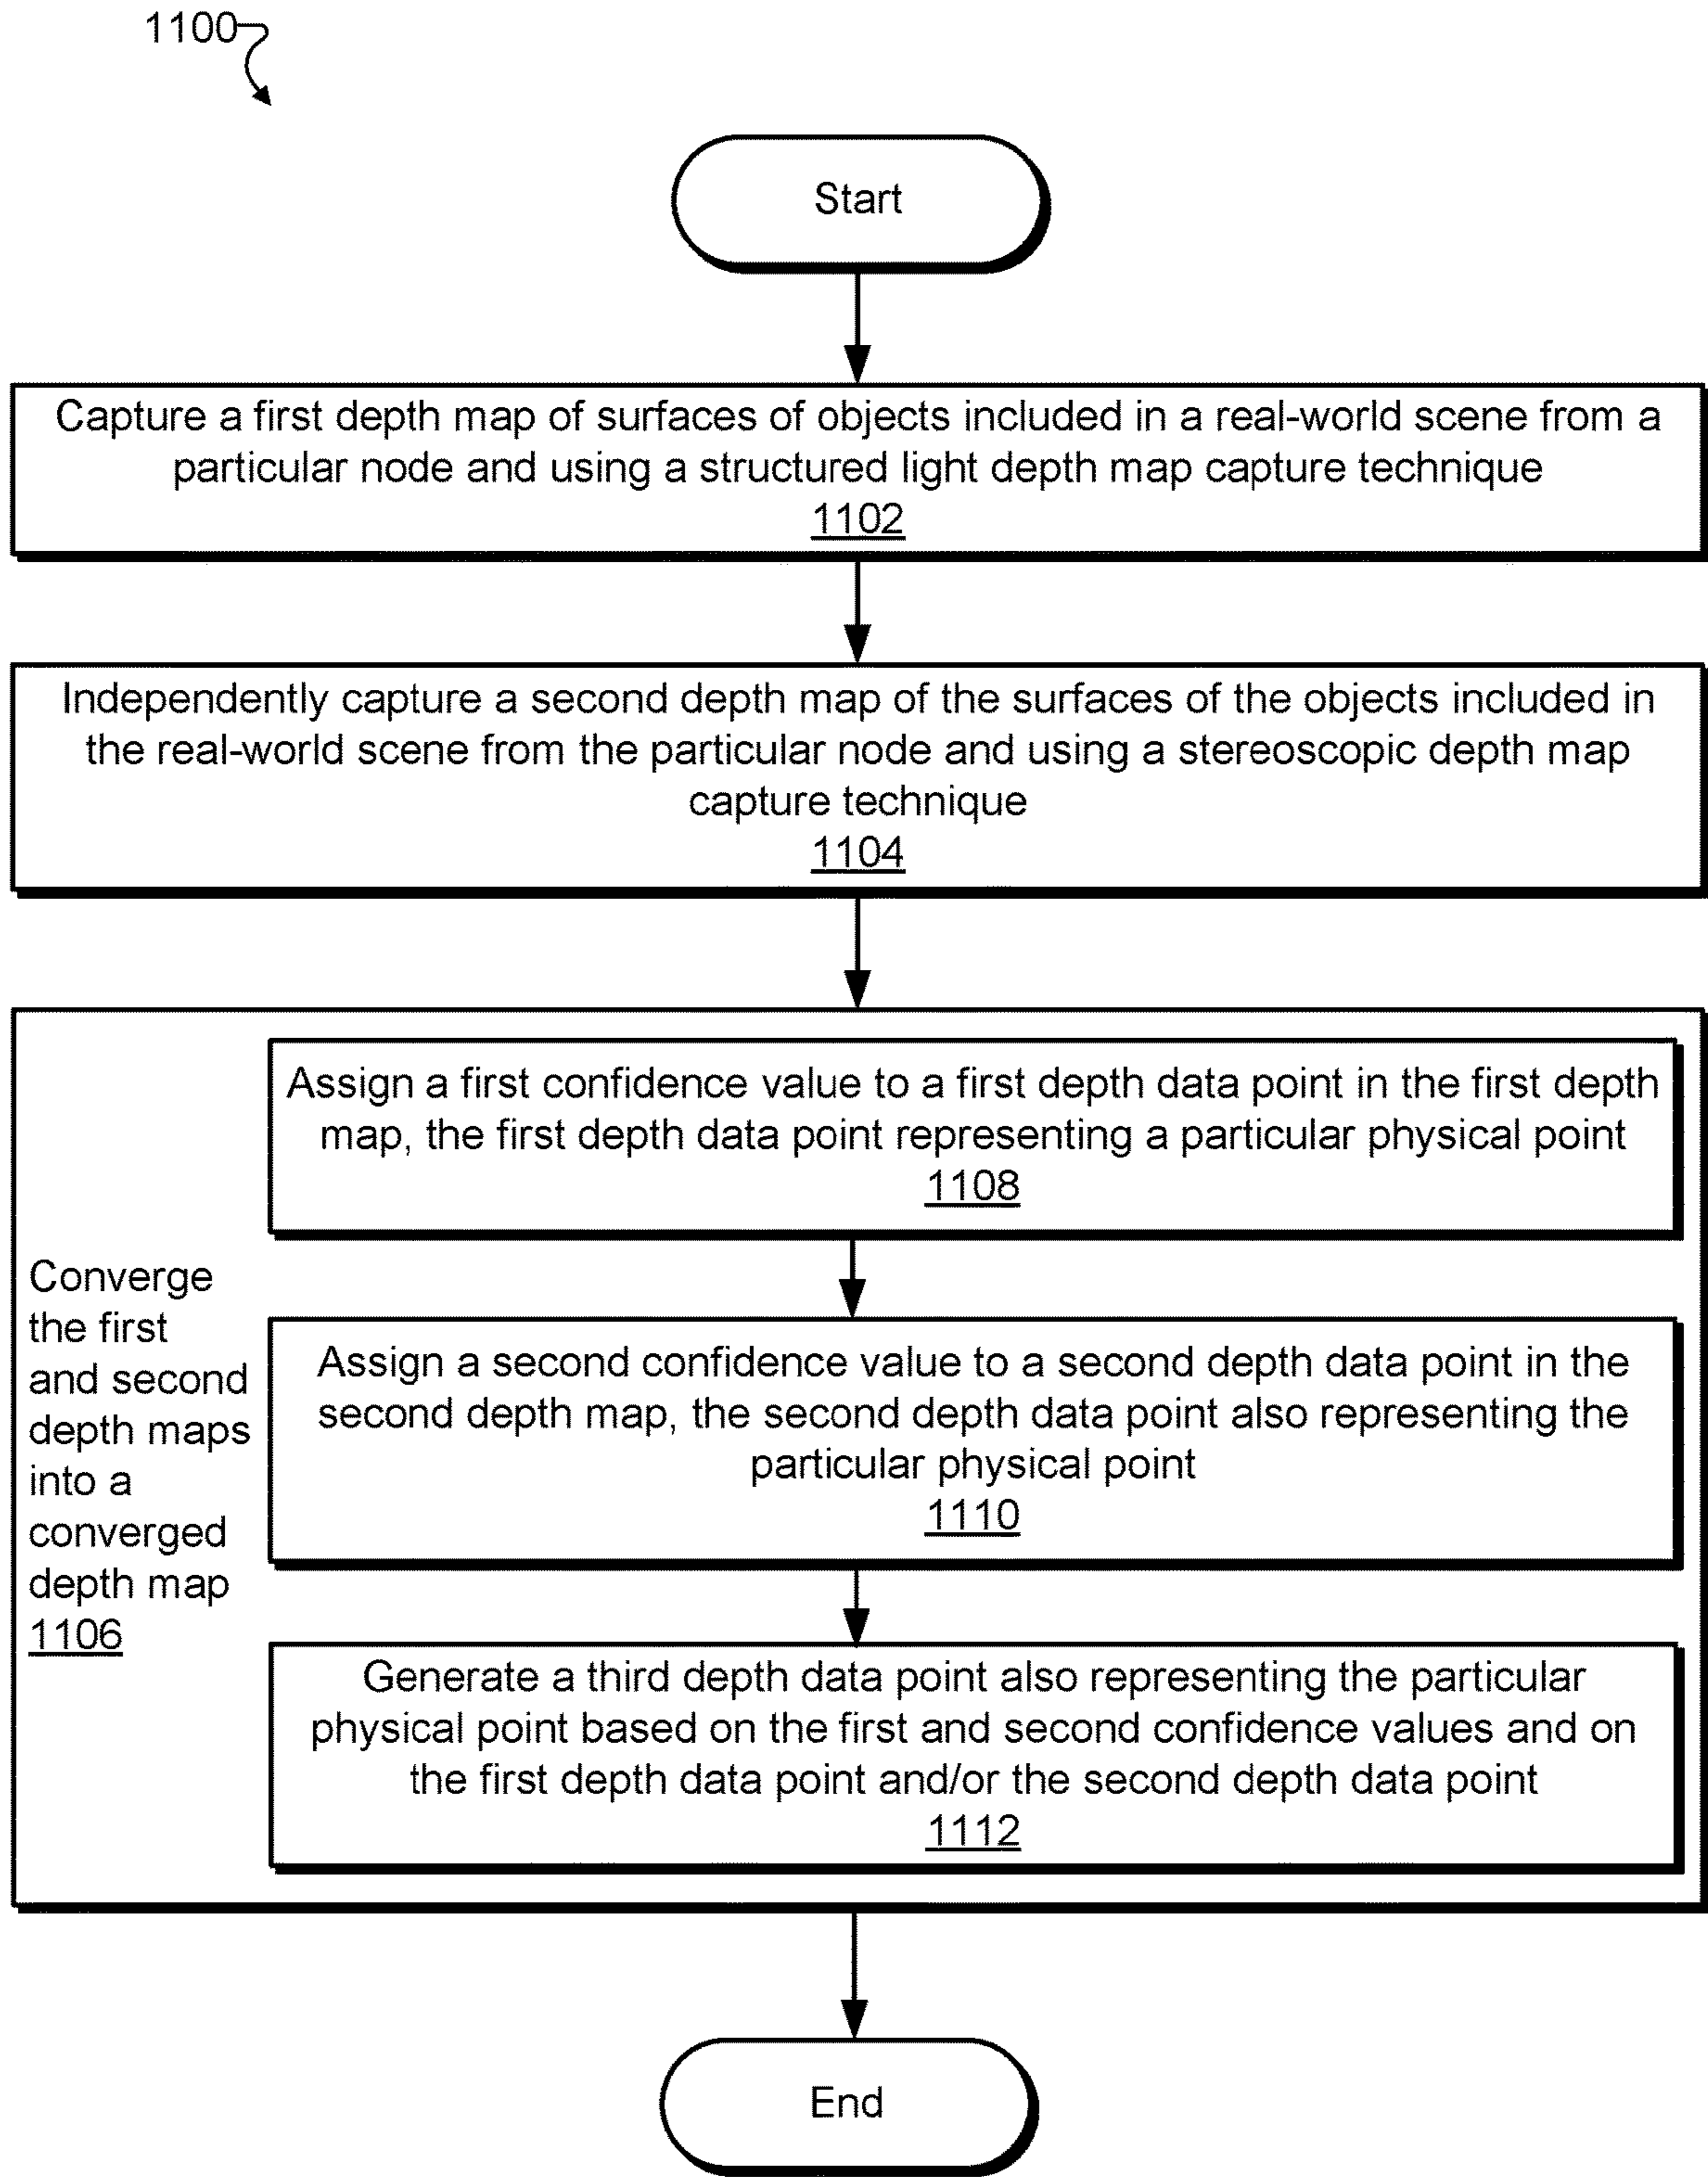 1100
Start
Capture a first depth map of surfaces of objects included in a real-world scene from a
particular node and using a structured light depth map capture technique
1102
Independently capture a second depth map of the surfaces of the objects included in
the real-world scene from the particular node and using a stereoscopic depth map
capture technique
1104
Converge
the first
and second
depth maps
into a
converged
depth map
1106
Assign a first confidence value to a first depth data point in the first depth
map, the first depth data point representing a particular physical point
1108
Assign a second confidence value to a second depth data point in the
second depth map, the second depth data point also representing the
particular physical point
1110
Generate a third depth data point also representing the particular
physical point based on the first and second confidence values and on
the first depth data point and/or the second depth data point
1112
End